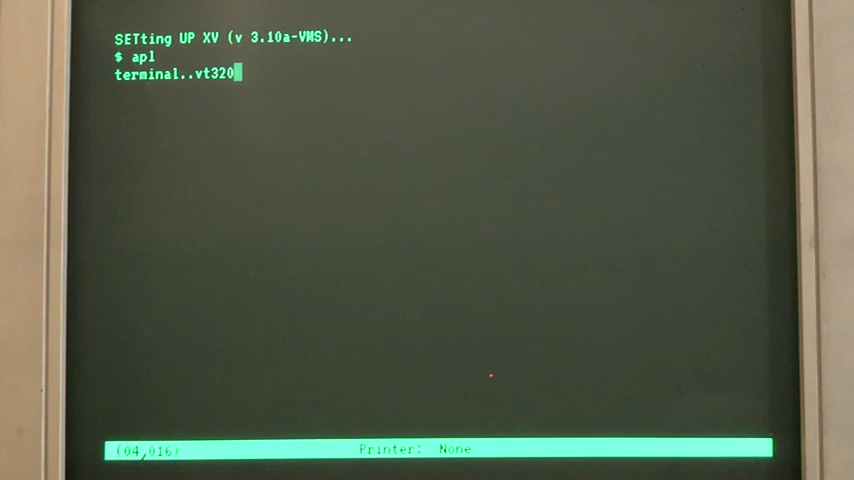 SETting UP XV (v 3.10a-VMS)...
$ apl
terminal..vt320
(04,016) Printer: None